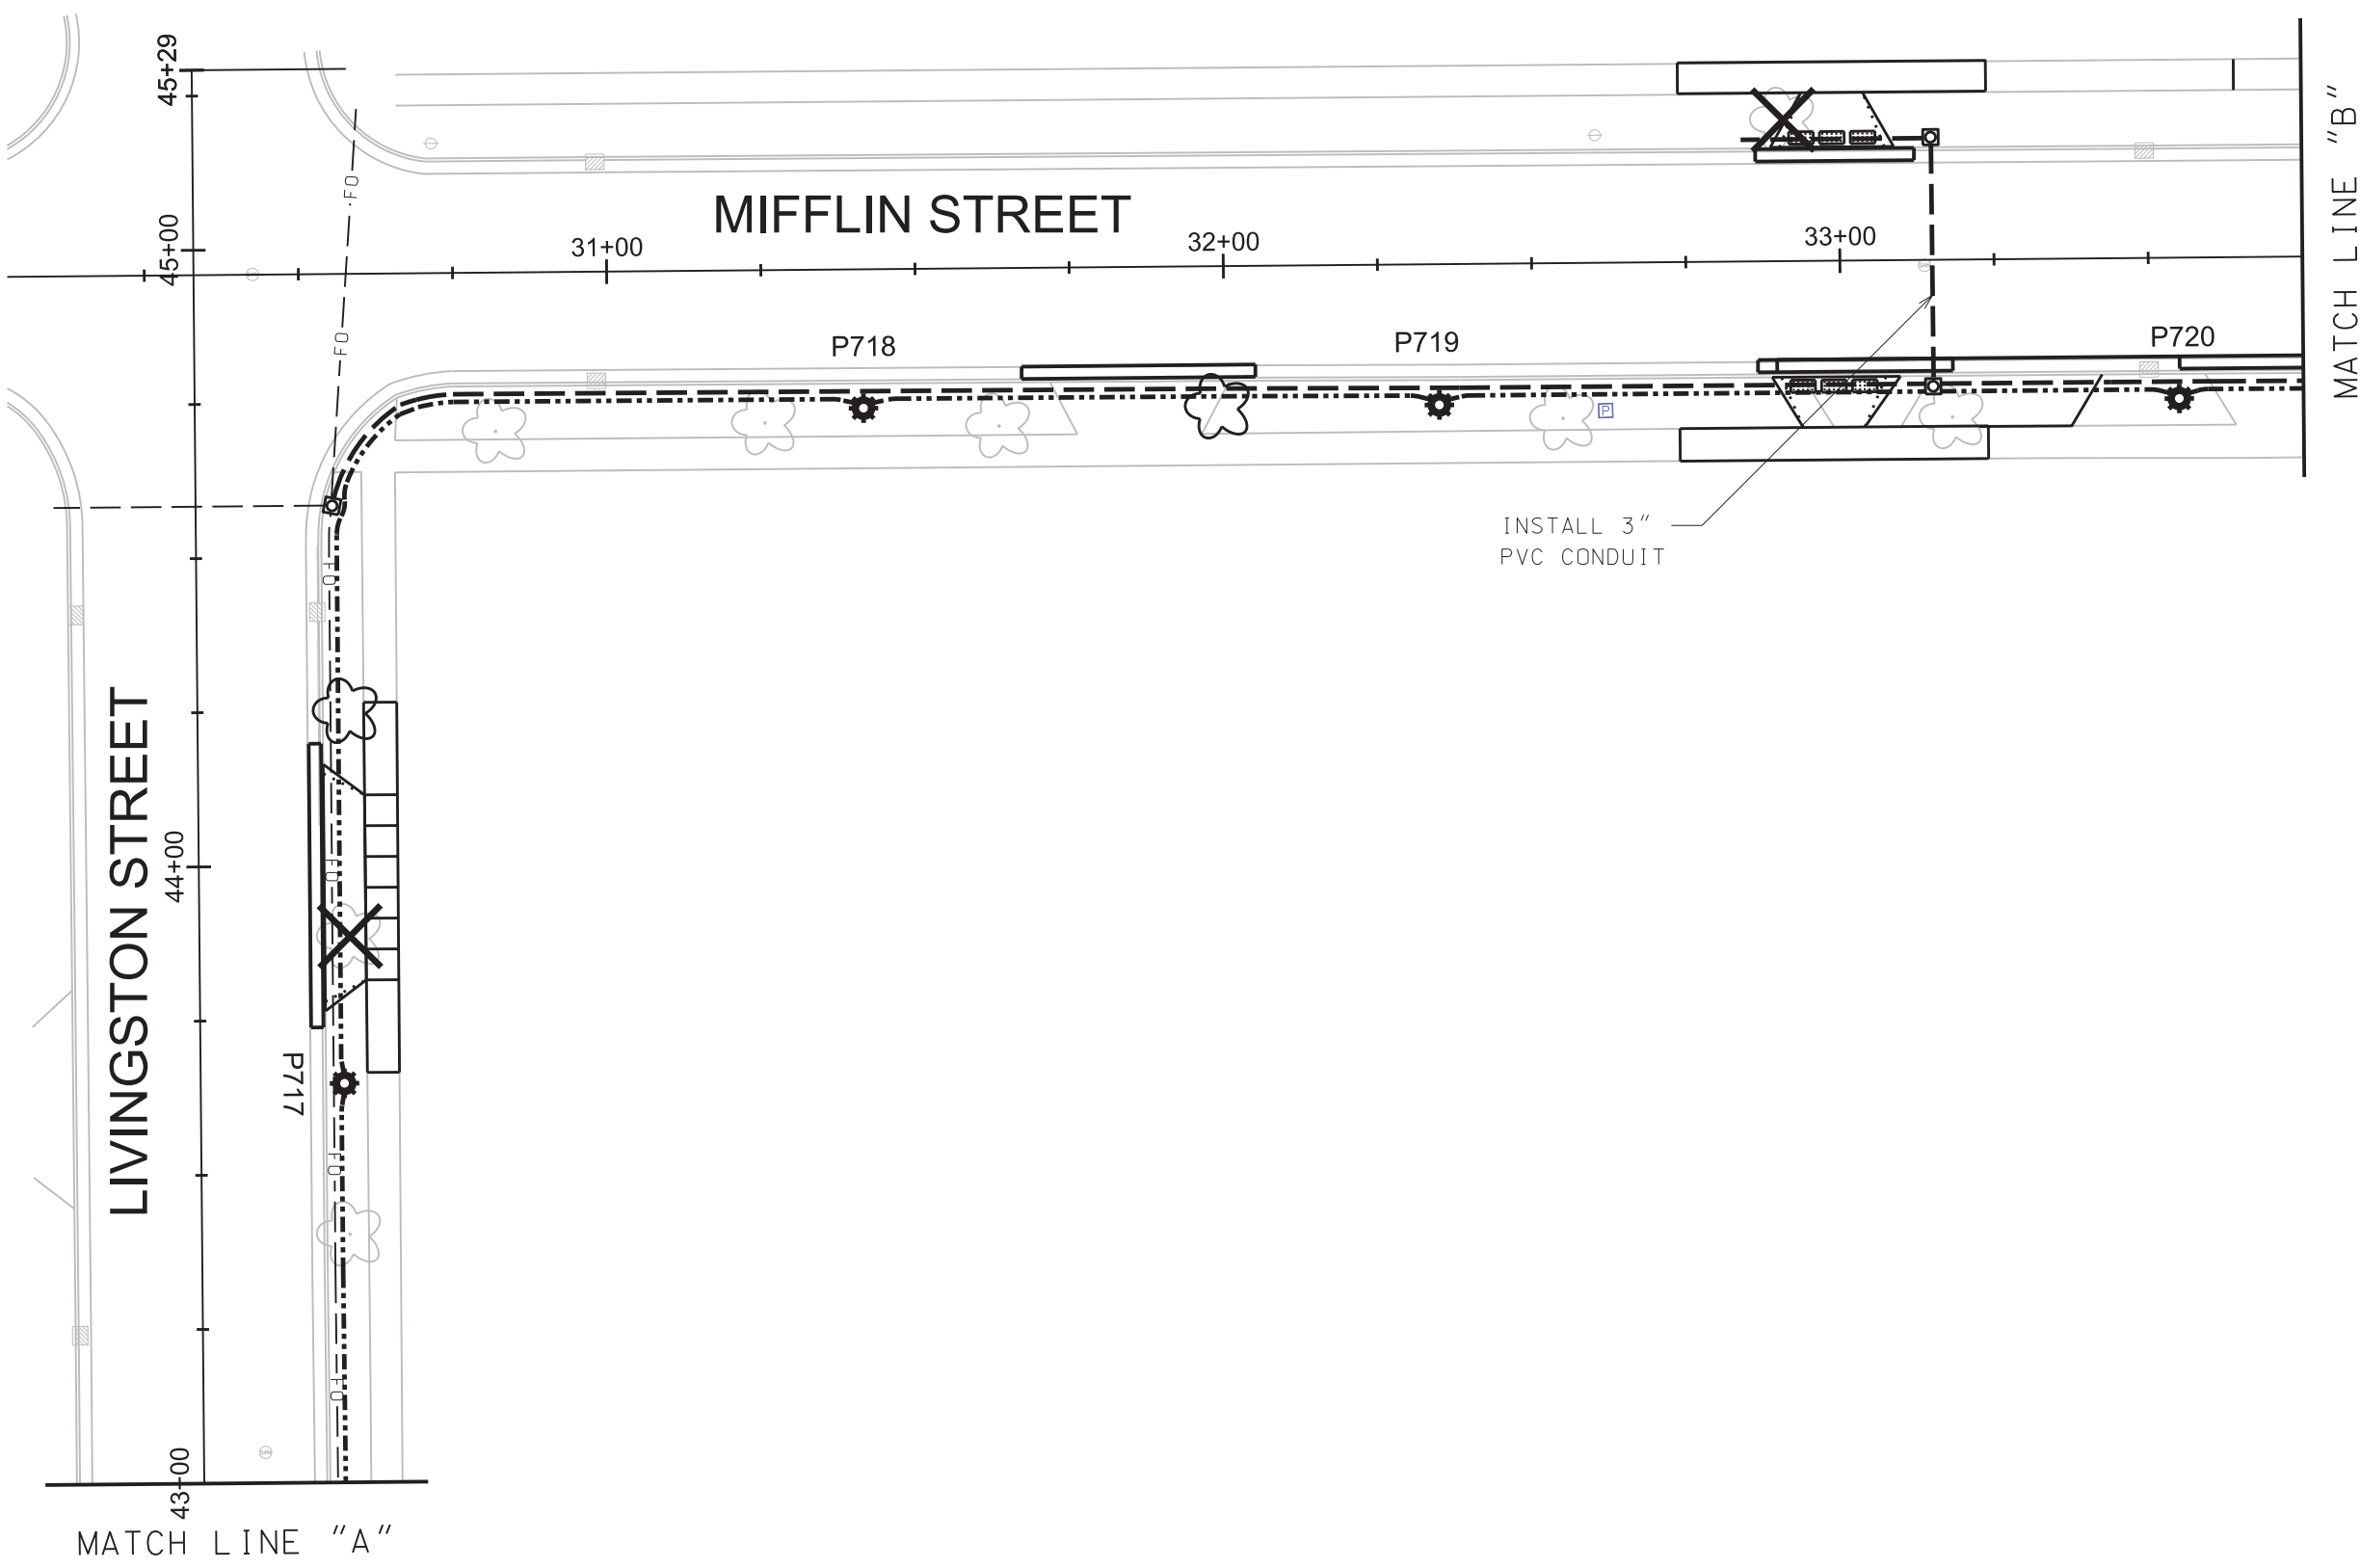 45+29
MIFFLIN STREET
MATCH LINE "B"
FO
45+00
31+00
32+00
33+00
FO
P718
P719
P720
P
INSTALL 3"
PVC CONDUIT
FO
LIVINGSTON STREET
44+00
FO
P717
FO
FO
43+00
MATCH LINE "A"